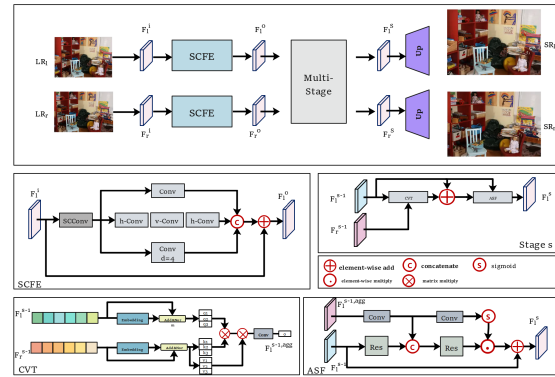 F_l^i F_l^o F_l^s
LR_l SCFE Up SR_l
Multi-
Stage
LR_r SCFE Up SR_r
F_r^i F_r^o F_r^s
F_l^i Conv F_l^o
SCConv h-Conv v-Conv h-Conv C
Conv
d=4
SCFE
F_l^{s-1} CVT ASF F_l^s
F_r^{s-1}
Stage s
element-wise add C concatenate S sigmoid
element-wise multiply matrix multiply
F_l^{s-1} Embedding
F_r^{s-1} Embedding Conv
F_l^{s-1,agg}
CVT
F_l^{s-1,agg} Conv Conv S
F_l^s
Res C Res
F_l^{s-1}
ASF